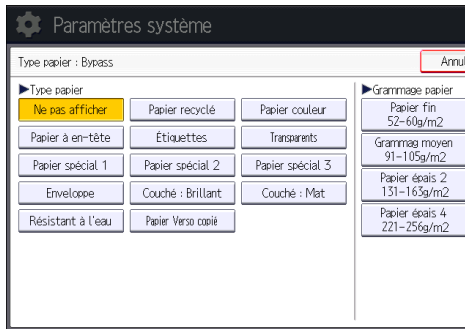 Paramètres système
Type papier : Bypass
Annul
▶Type papier
Ne pas afficher
Papier recyclé
Papier couleur
Papier à en-tête
Étiquettes
Transparents
Papier spécial 1
Papier spécial 2
Papier spécial 3
Enveloppe
Couché : Brillant
Couché : Mat
Résistant à l'eau
Papier Verso copié
▶Grammage papier
Papier fin
52-60g/m2
Grammag moyen
91-105g/m2
Papier épais 2
131-163g/m2
Papier épais 4
221-256g/m2